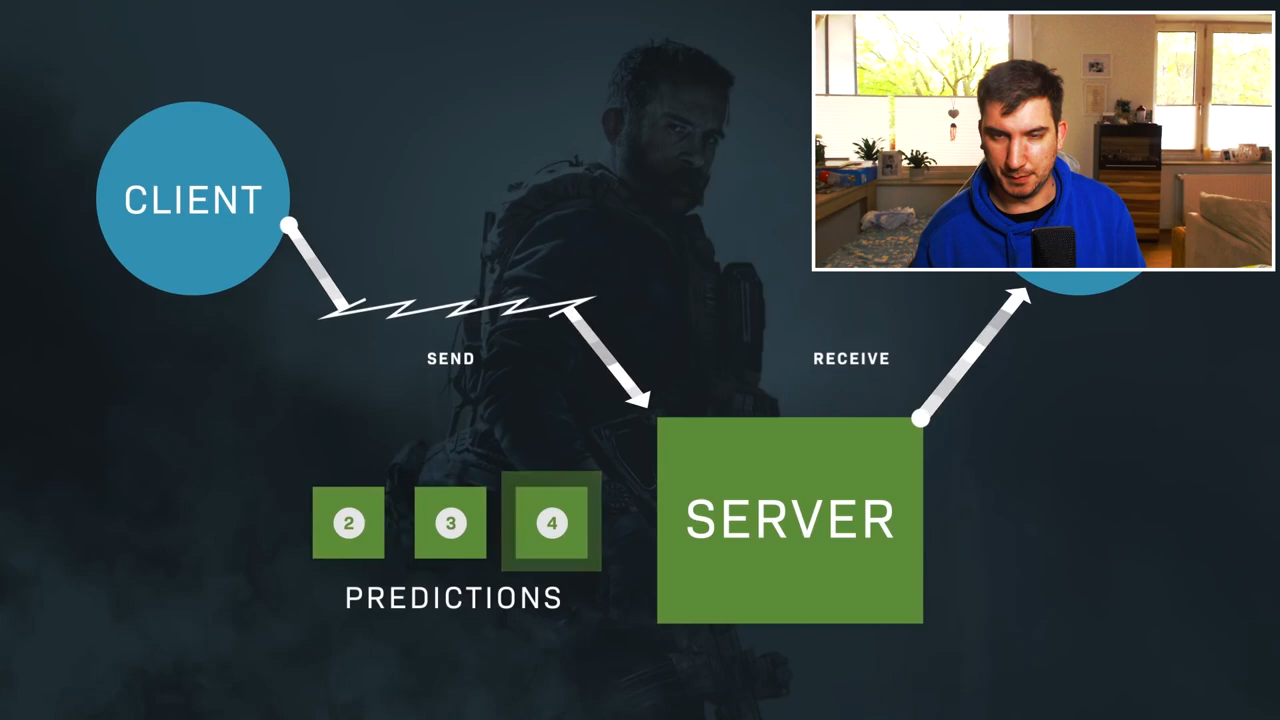 CLIENT
SEND
RECEIVE
SERVER
2 3 4
PREDICTIONS